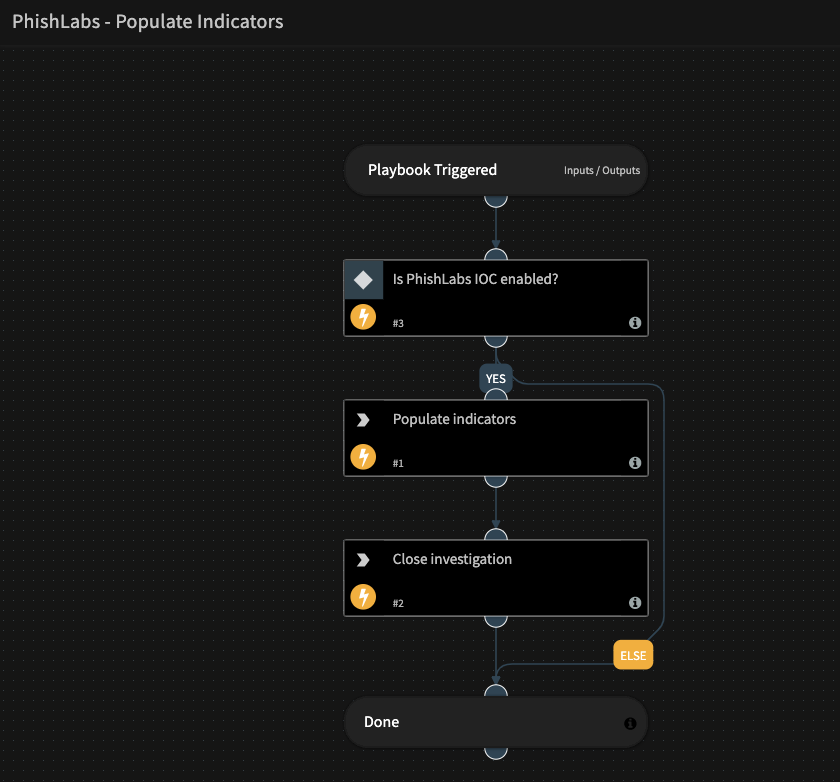 PhishLabs - Populate Indicators
Playbook Triggered
Inputs / Outputs
Is PhishLabs IOC enabled?
#3
YES
Populate indicators
#1
Close investigation
#2
ELSE
Done